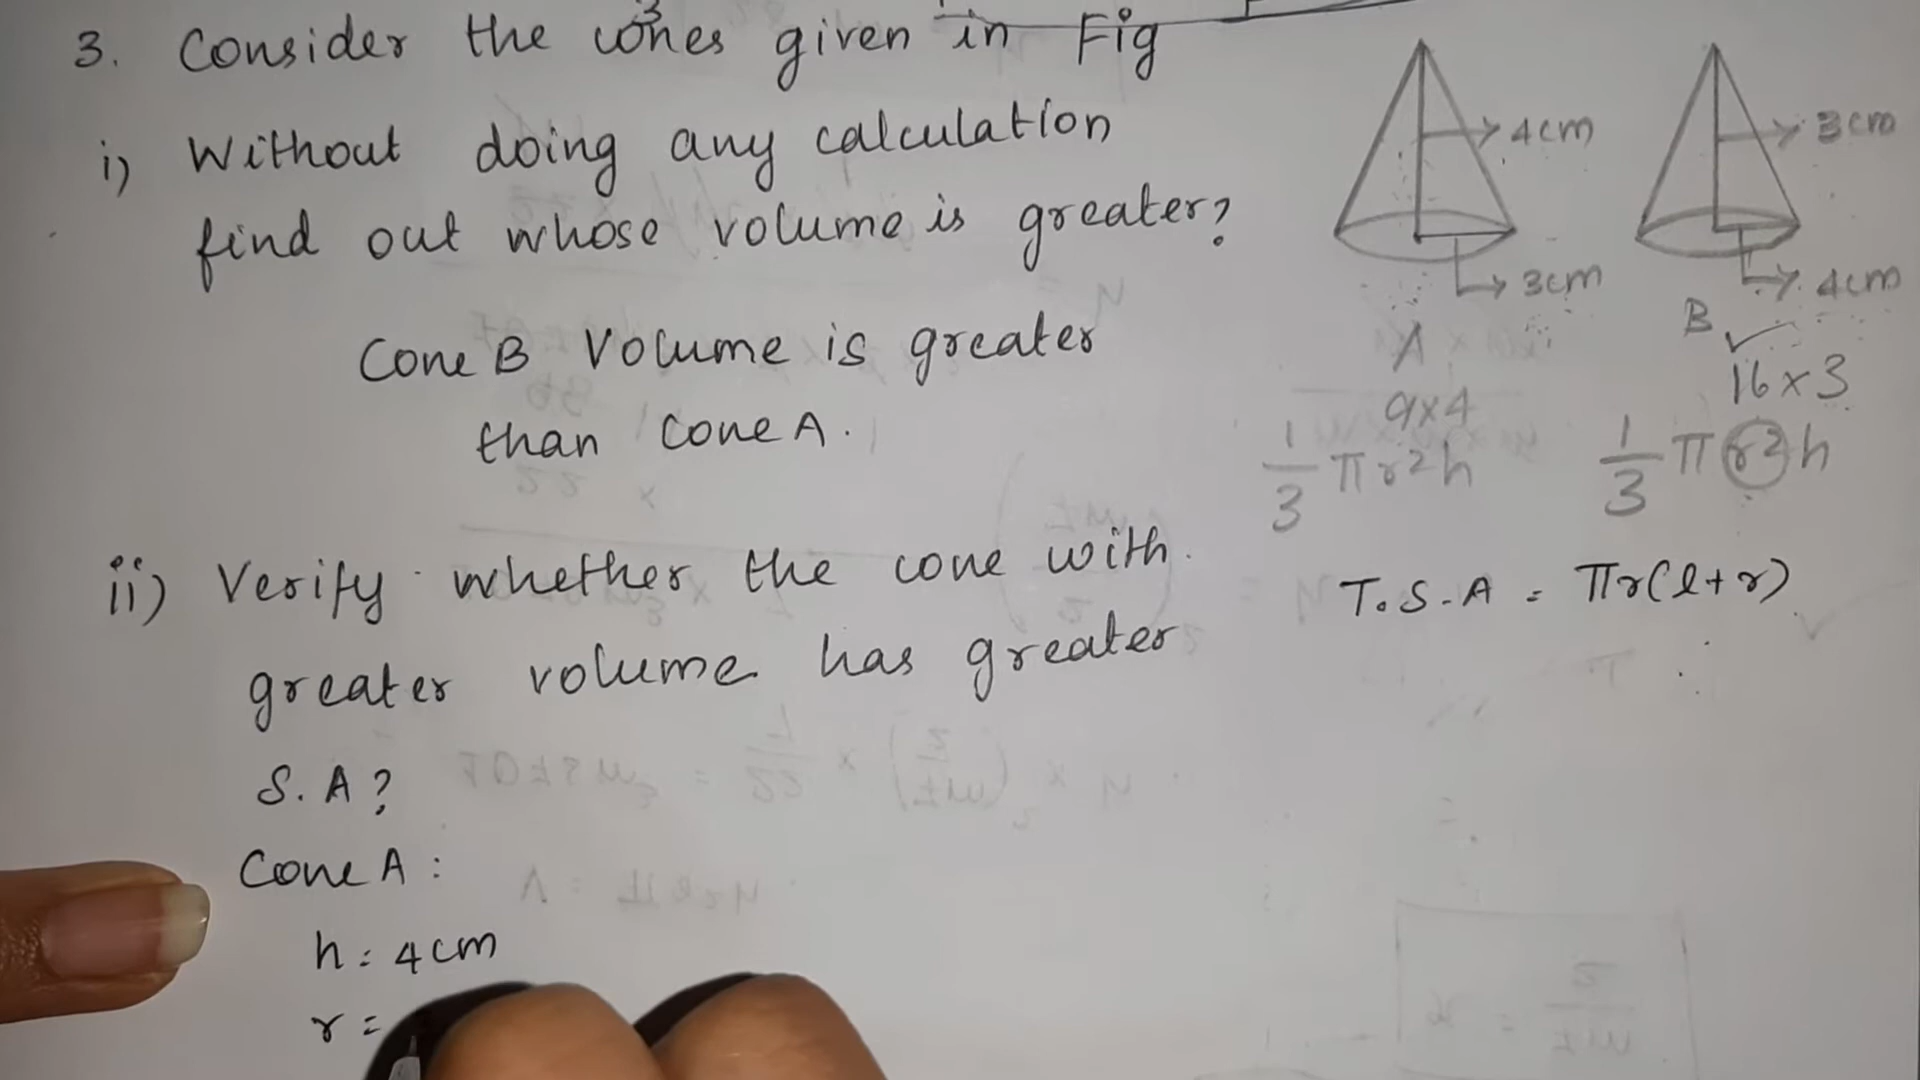 3. Consider the cones given in Fig
i) Without doing any calculation
find out whose volume is greater?
Cone B Volume is greater
than Cone A.
ii) Verify whether the cone with
greater volume has greater
S.A?
Cone A:
h = 4cm
r =
4cm
3cm
A
9x4
1/3 πr²h
3cm
4cm
B
16x3
1/3 πr²h
T.S.A = πr(l+r)